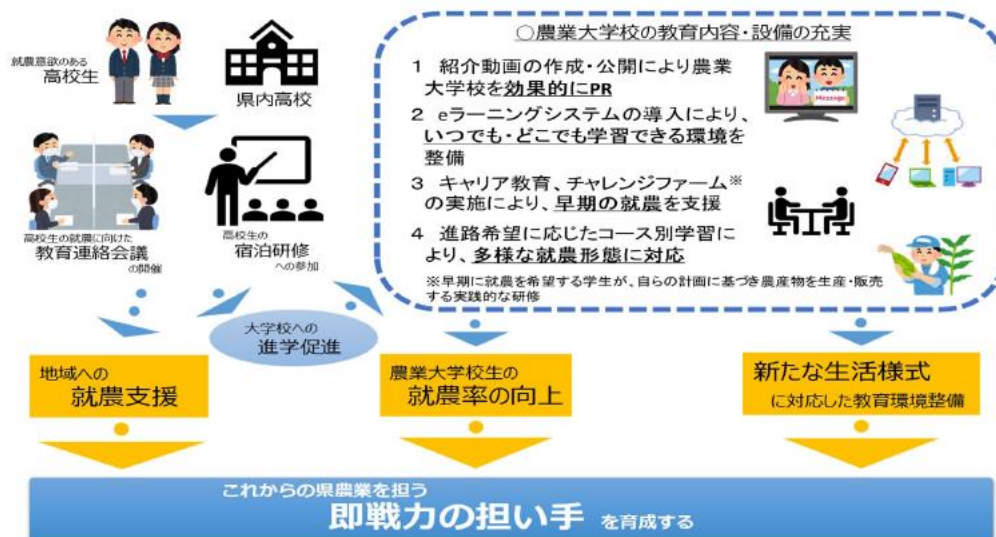 就農意欲のある
高校生
県内高校
高校生の就農に向けた
教育連絡会議
の開催
高校生の
宿泊研修
への参加
○農業大学校の教育内容・設備の充実
1 紹介動画の作成・公開により農業
大学校を効果的にPR
2 eラーニングシステムの導入により、
いつでも・どこでも学習できる環境を
整備
3 キャリア教育、チャレンジファーム※
の実施により、早期の就農を支援
4 進路希望に応じたコース別学習に
より、多様な就農形態に対応
※早期に就農を希望する学生が、自らの計画に基づき農産物を生産・販売
する実践的な研修
Message
大学校への
進学促進
地域への
就農支援
農業大学校生の
就農率の向上
新たな生活様式
に対応した教育環境整備
これからの県農業を担う
即戦力の担い手 を育成する